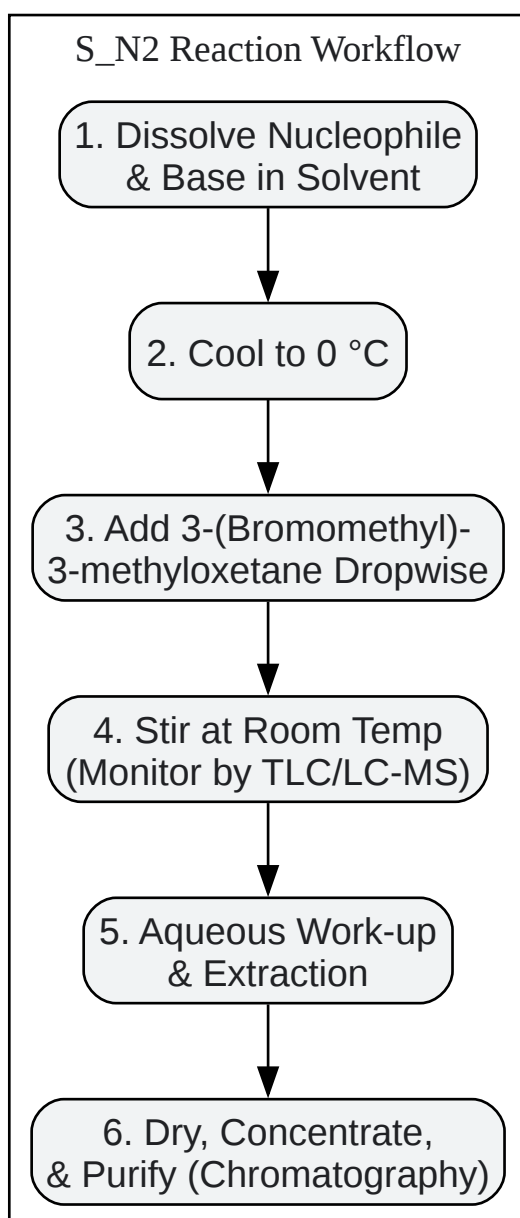 S_N2 Reaction Workflow
1. Dissolve Nucleophile
& Base in Solvent
2. Cool to 0 °C
3. Add 3-(Bromomethyl)-
3-methyloxetane Dropwise
4. Stir at Room Temp
(Monitor by TLC/LC-MS)
5. Aqueous Work-up
& Extraction
6. Dry, Concentrate,
& Purify (Chromatography)